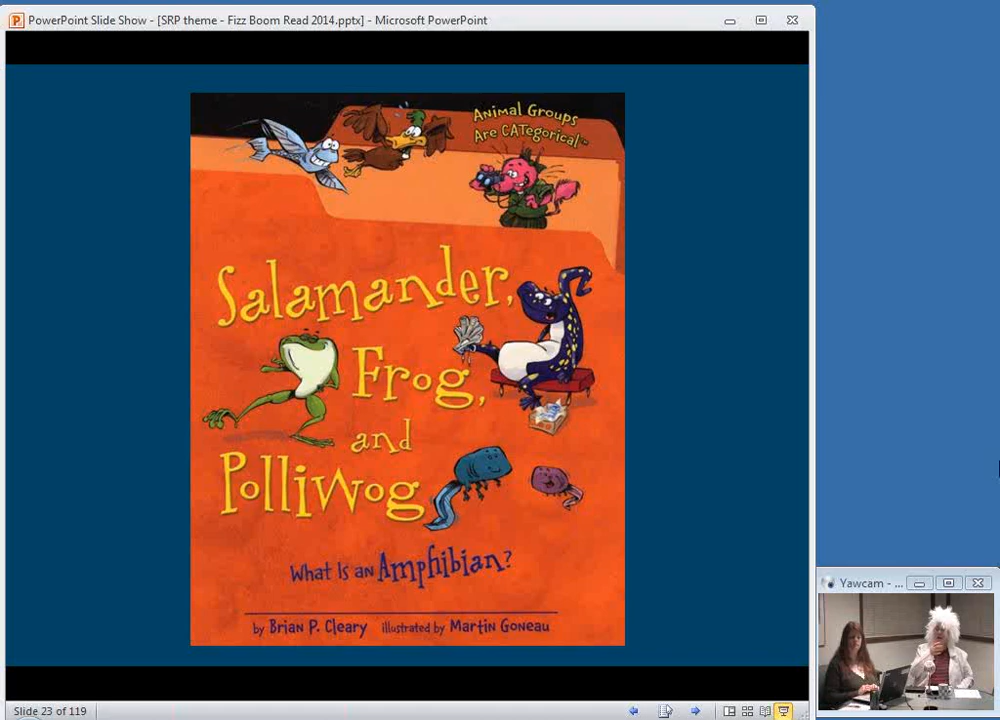 PowerPoint Slide Show - [SRP theme - Fizz Boom Read 2014.pptx] - Microsoft PowerPoint
Animal Groups
Are CATegorical™
Salamander,
Frog,
and
Polliwog
What Is an Amphibian?
by Brian P. Cleary illustrated by Martin Goneau
Yawcam - ...
Slide 23 of 119